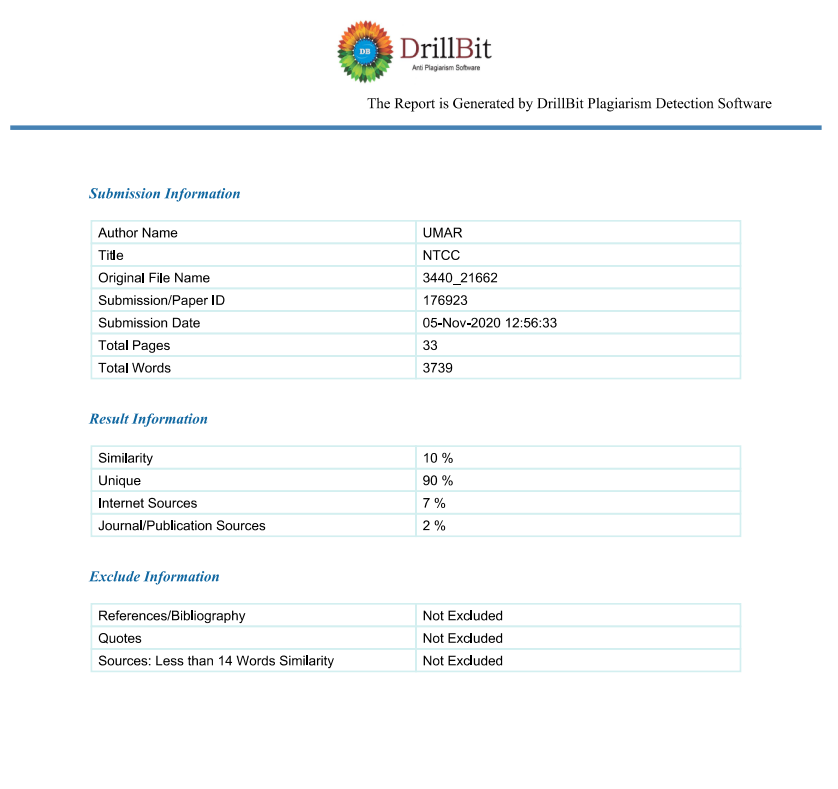 DB
DrillBit
Anti Plagiarism Software
The Report is Generated by DrillBit Plagiarism Detection Software
Submission Information
Author Name UMAR
Title NTCC
Original File Name 3440_21662
Submission/Paper ID 176923
Submission Date 05-Nov-2020 12:56:33
Total Pages 33
Total Words 3739
Result Information
Similarity 10 %
Unique 90 %
Internet Sources 7 %
Journal/Publication Sources 2 %
Exclude Information
References/Bibliography Not Excluded
Quotes Not Excluded
Sources: Less than 14 Words Similarity Not Excluded